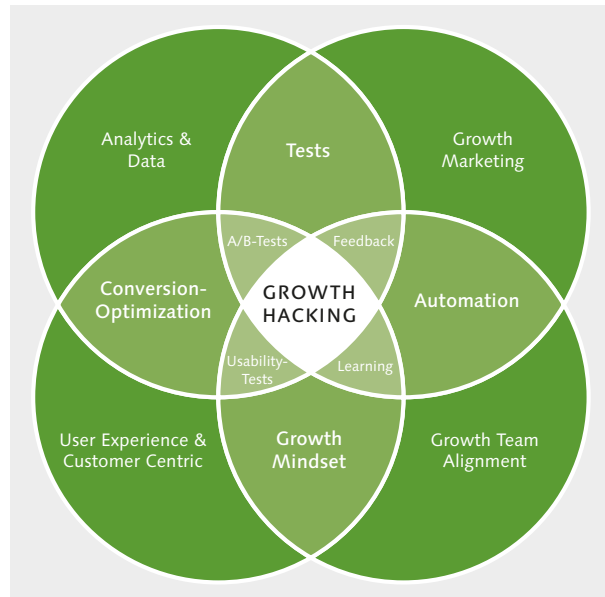 Analytics &
Data
Tests
Growth
Marketing
A/B-Tests
Feedback
Conversion-
Optimization
GROWTH
HACKING
Automation
Usability-
Tests
Learning
User Experience &
Customer Centric
Growth
Mindset
Growth Team
Alignment